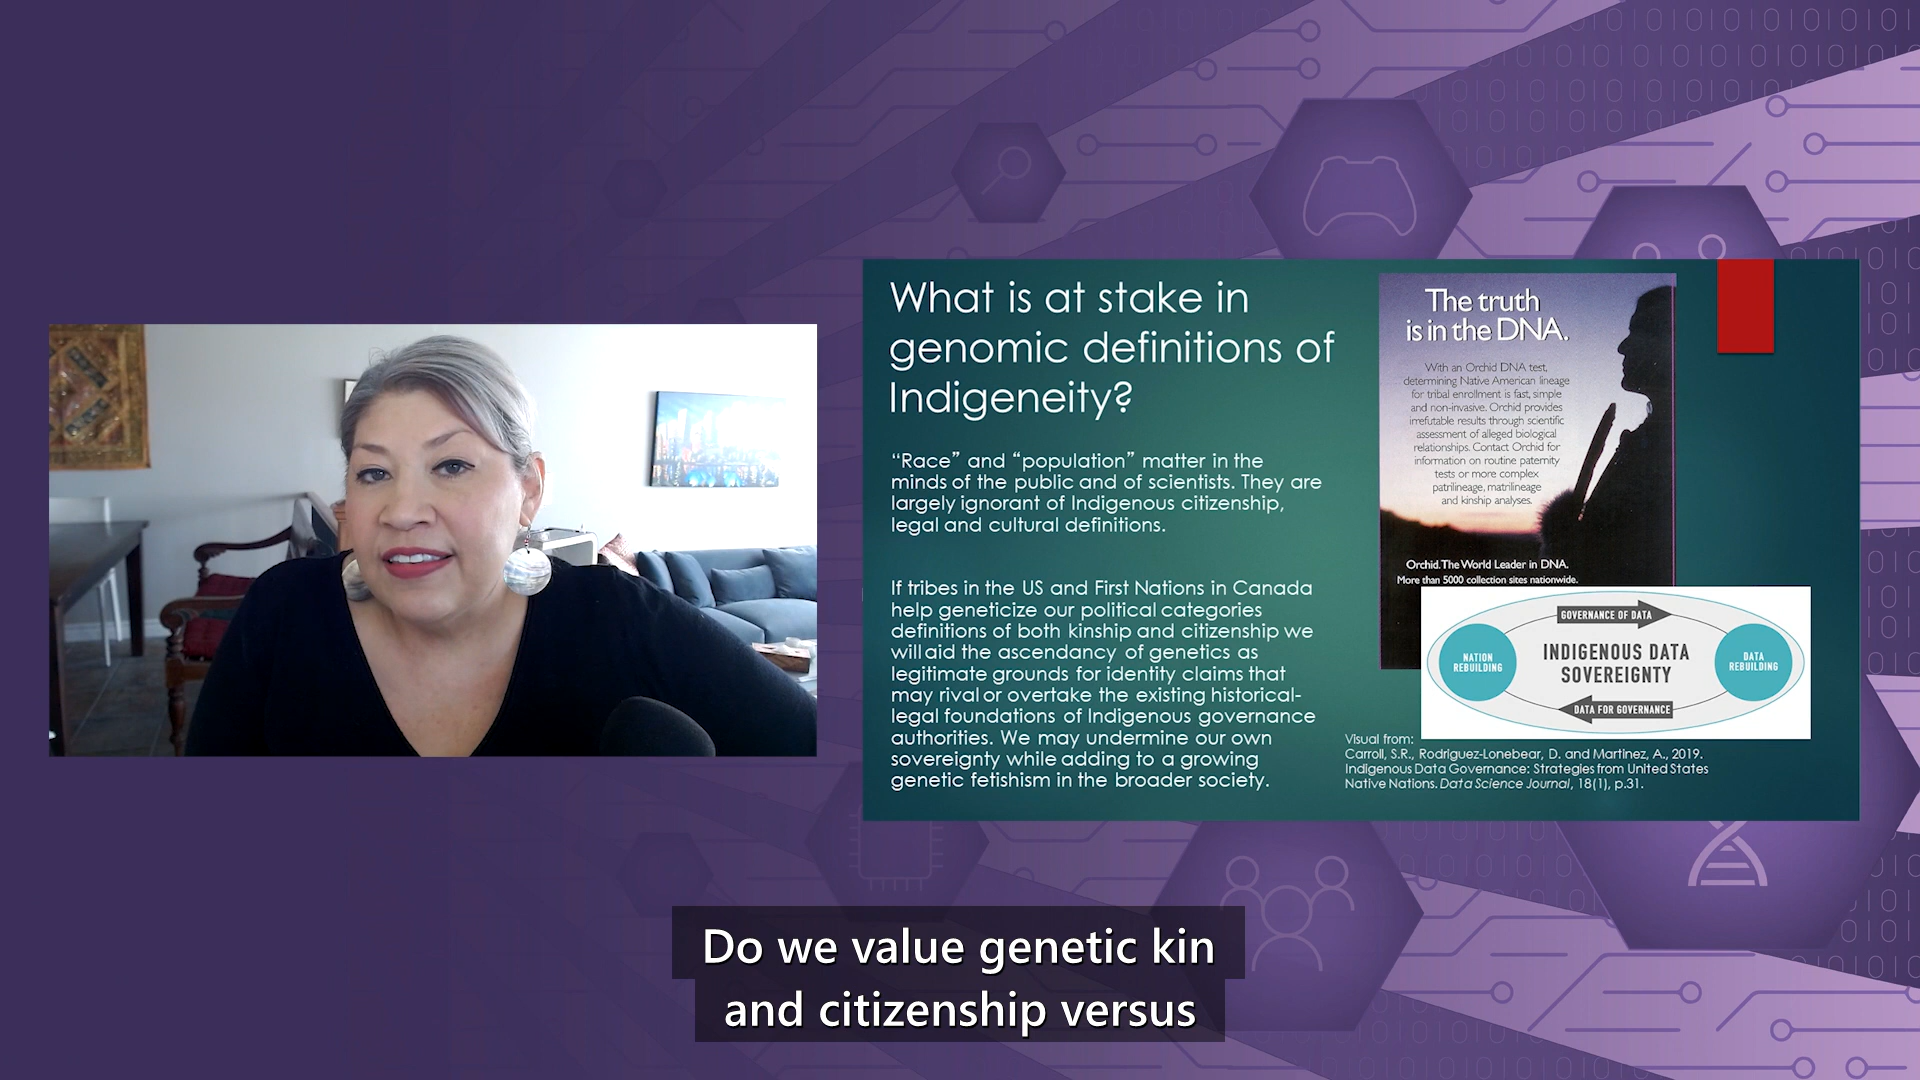 What is at stake in
genomic definitions of
Indigeneity?
“Race” and “population” matter in the
minds of the public and of scientists. They are
largely ignorant of Indigenous citizenship,
legal and cultural definitions.
If tribes in the US and First Nations in Canada
help geneticize our political categories
definitions of both kinship and citizenship we
will aid the ascendancy of genetics as
legitimate grounds for identity claims that
may rival or overtake the existing historical-
legal foundations of Indigenous governance
authorities. We may undermine our own
sovereignty while adding to a growing
genetic fetishism in the broader society.
The truth
is in the DNA.
With an Orchid DNA test,
determining Native American lineage
for tribal enrollment is fast, simple
and non-invasive. Orchid provides
irrefutable results through scientific
assessment of alleged biological
relationships. Contact Orchid for
information on routine paternity
tests or more complex
patrilineage, matrilineage
and kinship analyses.
Orchid. The World Leader in DNA.
More than 5000 collection sites nationwide.
GOVERNANCE OF DATA
NATION
REBUILDING
INDIGENOUS DATA
SOVEREIGNTY
DATA
REBUILDING
DATA FOR GOVERNANCE
Visual from:
Carroll, S.R., Rodriguez-Lonebear, D. and Martinez, A., 2019.
Indigenous Data Governance: Strategies from United States
Native Nations. Data Science Journal, 18(1), p.31.
Do we value genetic kin
and citizenship versus